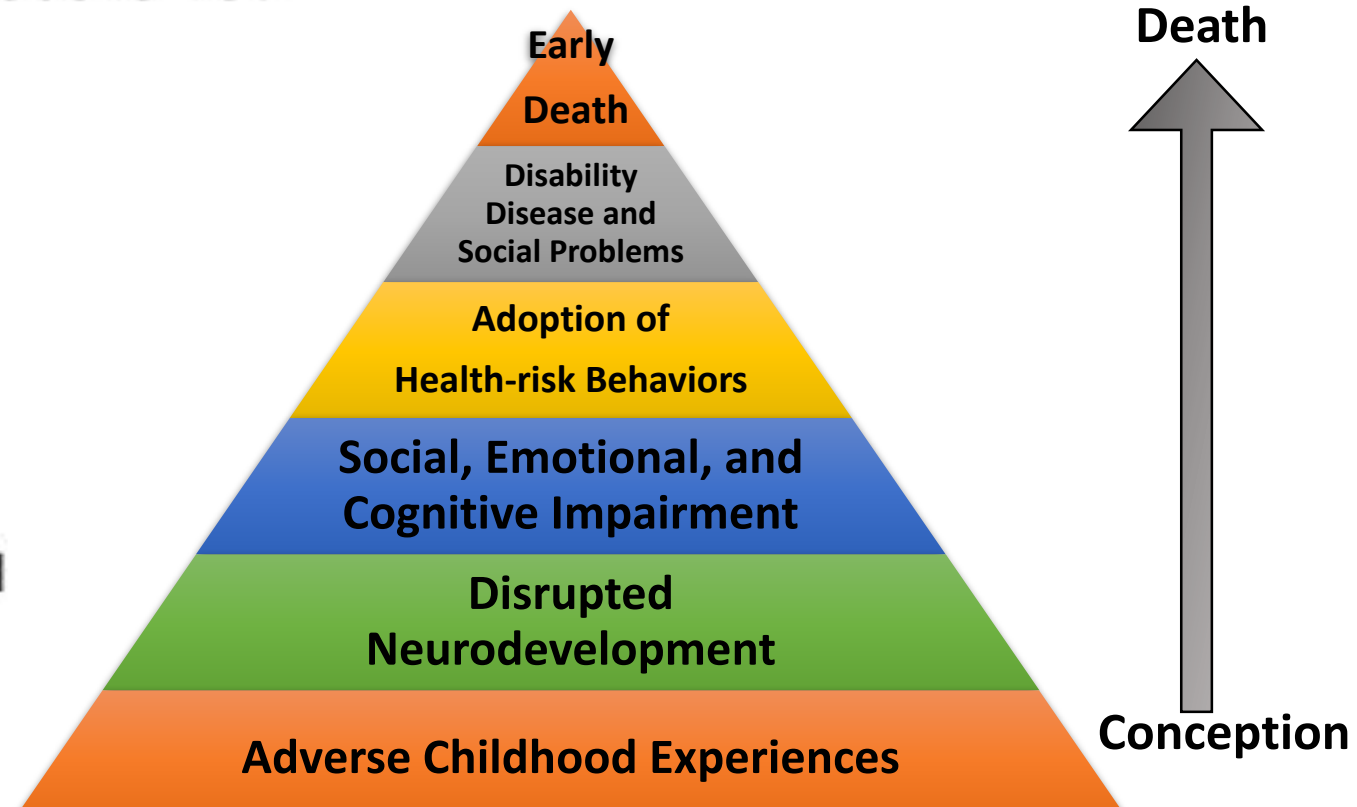 Early
Death
Disability
Disease and
Social Problems
Adoption of
Health-risk Behaviors
Social, Emotional, and
Cognitive Impairment
Disrupted
Neurodevelopment
Adverse Childhood Experiences
Death
Conception